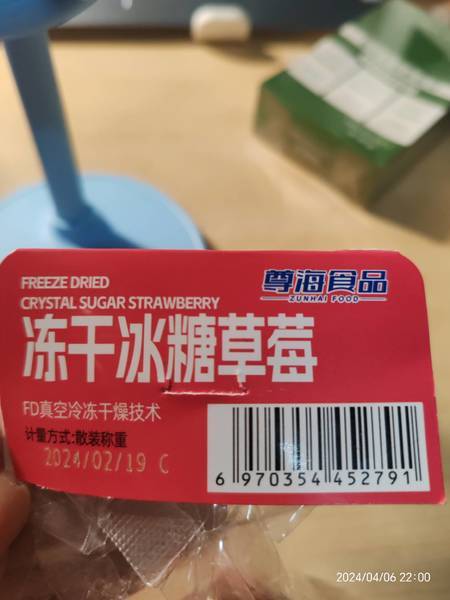 FREEZE DRIED
CRYSTAL SUGAR STRAWBERRY
尊海食品
ZUNHAI FOOD
冻干冰糖草莓
FD真空冷冻干燥技术
计量方式:散装称重
2024/02/19 C
6 970354 452791
2024/04/06 22:00